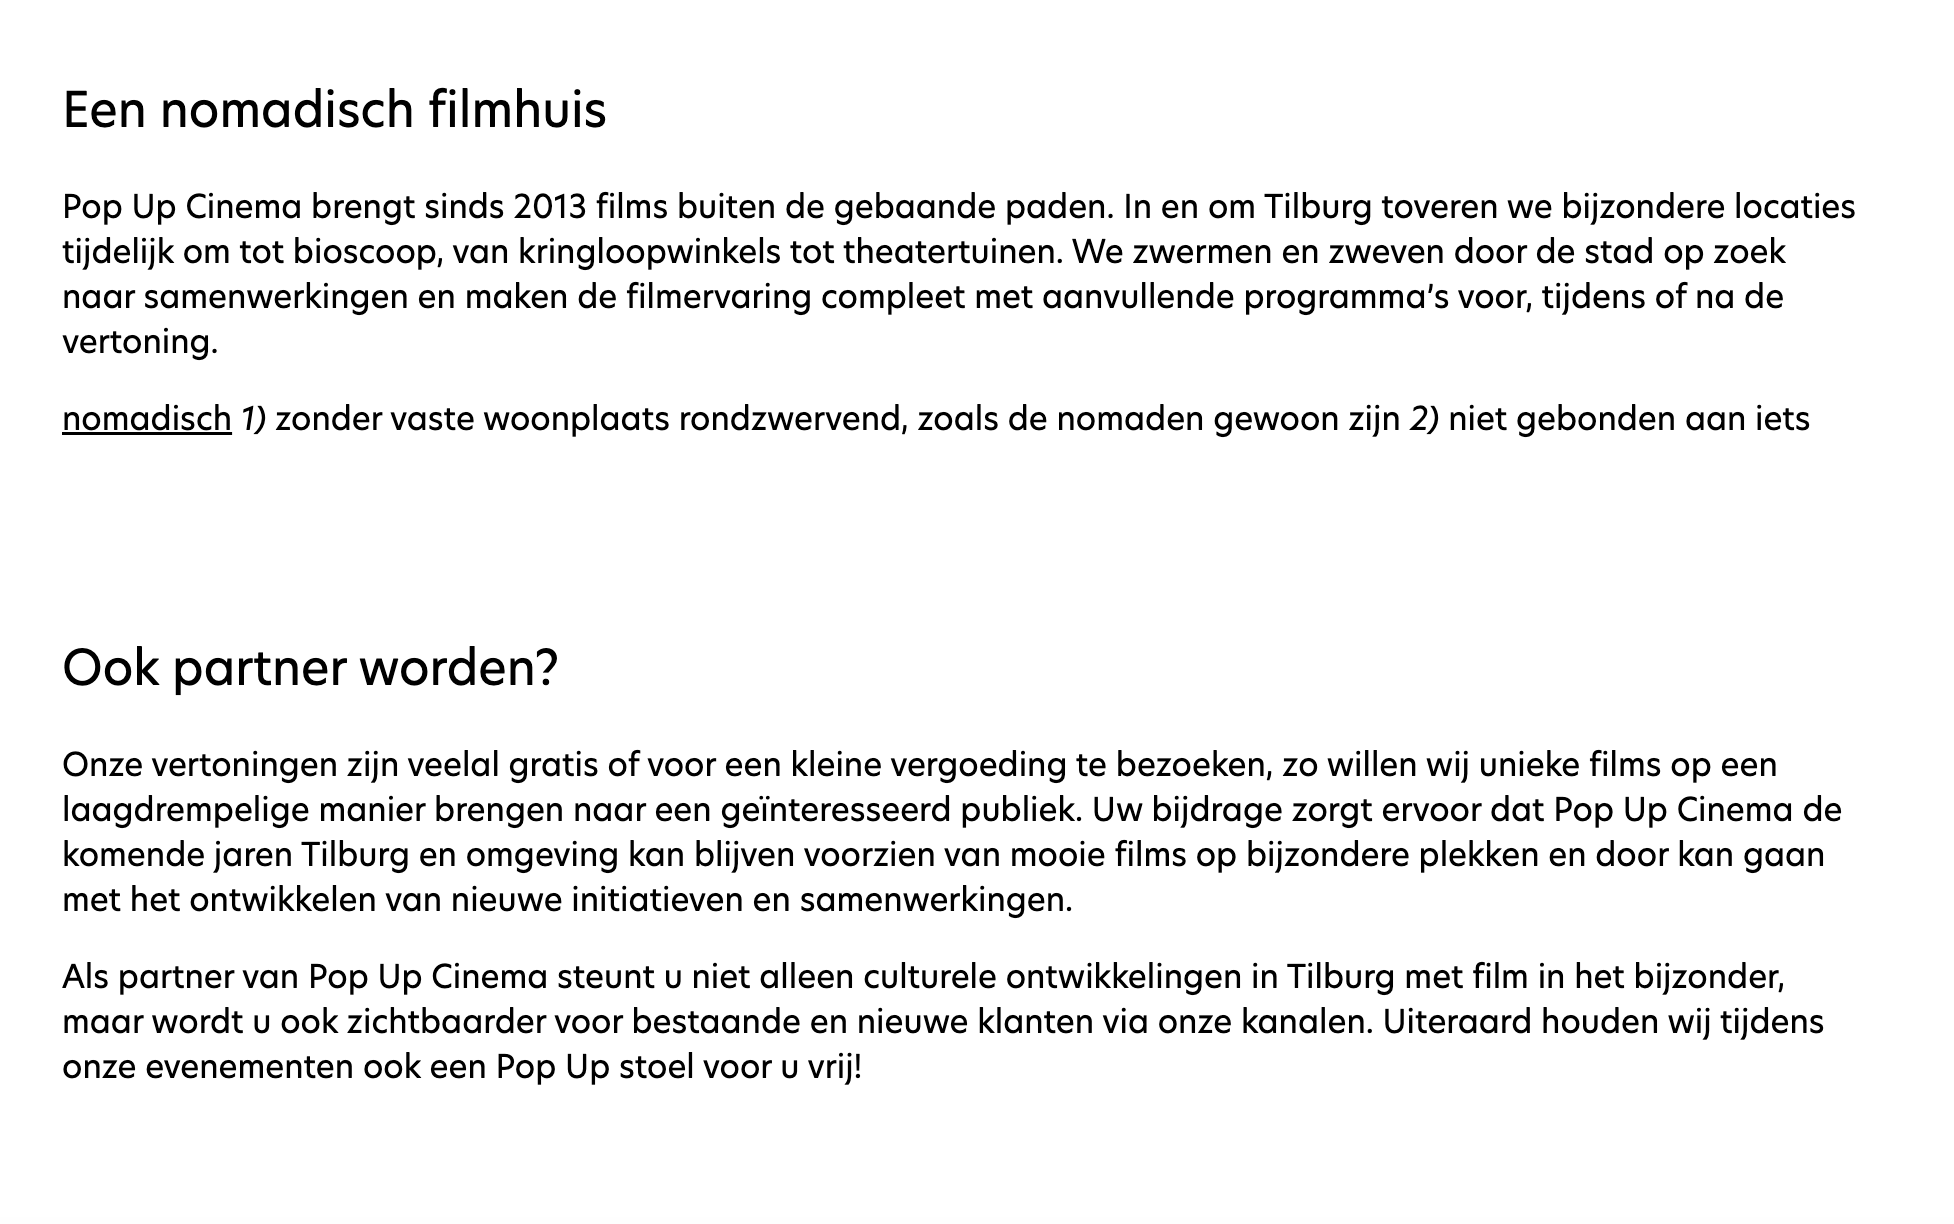 Een nomadisch filmhuis
Pop Up Cinema brengt sinds 2013 films buiten de gebaande paden. In en om Tilburg toveren we bijzondere locaties
tijdelijk om tot bioscoop, van kringloopwinkels tot theatertuinen. We zwermen en zweven door de stad op zoek
naar samenwerkingen en maken de filmervaring compleet met aanvullende programma’s voor, tijdens of na de
vertoning.
nomadisch 1) zonder vaste woonplaats rondzwervend, zoals de nomaden gewoon zijn 2) niet gebonden aan iets
Ook partner worden?
Onze vertoningen zijn veelal gratis of voor een kleine vergoeding te bezoeken, zo willen wij unieke films op een
laagdrempelige manier brengen naar een geïnteresseerd publiek. Uw bijdrage zorgt ervoor dat Pop Up Cinema de
komende jaren Tilburg en omgeving kan blijven voorzien van mooie films op bijzondere plekken en door kan gaan
met het ontwikkelen van nieuwe initiatieven en samenwerkingen.
Als partner van Pop Up Cinema steunt u niet alleen culturele ontwikkelingen in Tilburg met film in het bijzonder,
maar wordt u ook zichtbaarder voor bestaande en nieuwe klanten via onze kanalen. Uiteraard houden wij tijdens
onze evenementen ook een Pop Up stoel voor u vrij!